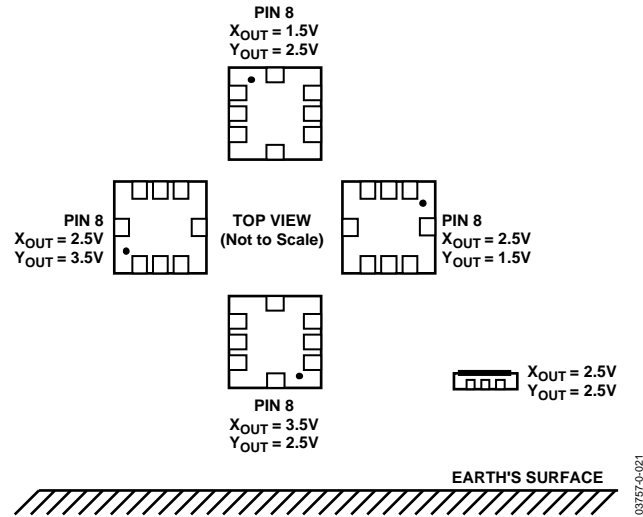 PIN 8
XOUT = 1.5V
YOUT = 2.5V
PIN 8
XOUT = 2.5V
YOUT = 3.5V
TOP VIEW
(Not to Scale)
PIN 8
XOUT = 2.5V
YOUT = 1.5V
PIN 8
XOUT = 3.5V
YOUT = 2.5V
XOUT = 2.5V
YOUT = 2.5V
EARTH'S SURFACE
03757-0-021